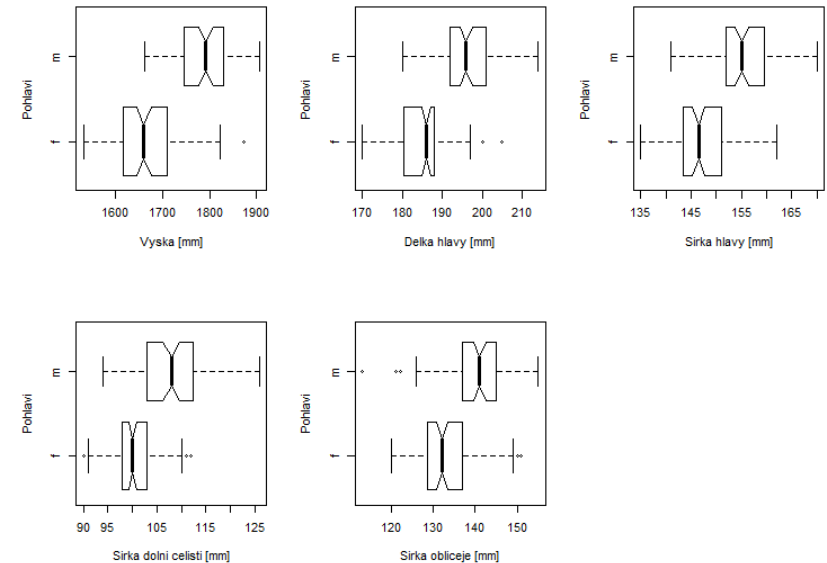 Pohlavi
m
f
1600 1700 1800 1900
Vyska [mm]
Pohlavi
m
f
170 180 190 200 210
Delka hlavy [mm]
Pohlavi
m
f
135 145 155 165
Sirka hlavy [mm]
Pohlavi
m
f
90 95 105 115 125
Sirka dolni celisti [mm]
Pohlavi
m
f
120 130 140 150
Sirka obliceje [mm]